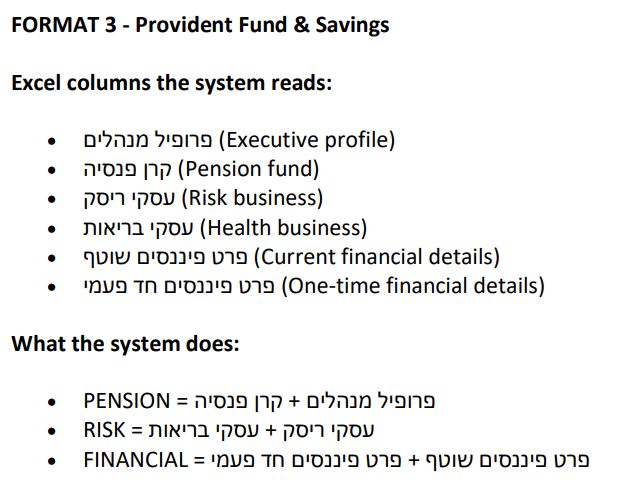 FORMAT 3 - Provident Fund & Savings
Excel columns the system reads:
• פרופיל מנהלים (Executive profile)
• קרן פנסיה (Pension fund)
• עסקי ריסק (Risk business)
• עסקי בריאות (Health business)
• פרט פיננסים שוטף (Current financial details)
• פרט פיננסים חד פעמי (One-time financial details)
What the system does:
• PENSION = פרופיל מנהלים + קרן פנסיה
• RISK = עסקי ריסק + עסקי בריאות
• FINANCIAL = פרט פיננסים שוטף + פרט פיננסים חד פעמי